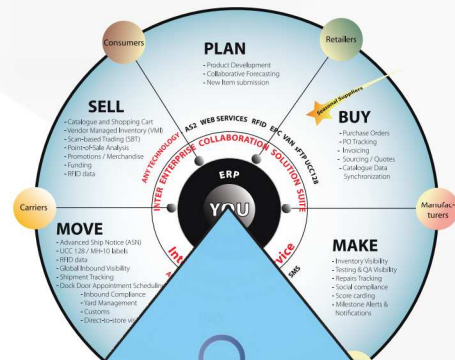 Consumers
Retailers
PLAN
- Product Development
- Collaborative Forecasting
- New Item submission
Seasonal Suppliers
SELL
- Catalogue and Shopping Cart
- Vendor Managed Inventory (VMI)
- Scan-based Trading (SBT)
- Point-of-Sale Analysis
- Promotions / Merchandise
- Funding
- RFID data
BUY
- Purchase Orders
- PO Tracking
- Invoicing
- Sourcing / Quotes
- Catalogue Data
Synchronization
ANY TECHNOLOGY AS2 WEB SERVICES RFID EPC VAN sFTP UCC128
INTER ENTERPRISE COLLABORATION SOLUTION SUITE
ERP
YOU
Carriers
Manufac-
turers
MOVE
- Advanced Ship Notice (ASN)
- UCC 128 / MH-10 labels
- RFID data
- Global Inbound Visibility
- Shipment Tracking
- Dock Door Appointment Scheduling
- Inbound Compliance
- Yard Management
- Customs
- Direct-to-store
SMS
MAKE
- Inventory Visibility
- Testing & QA Visibility
- Repairs Tracking
- Social compliance
- Score carding
- Milestone Alerts &
Notifications